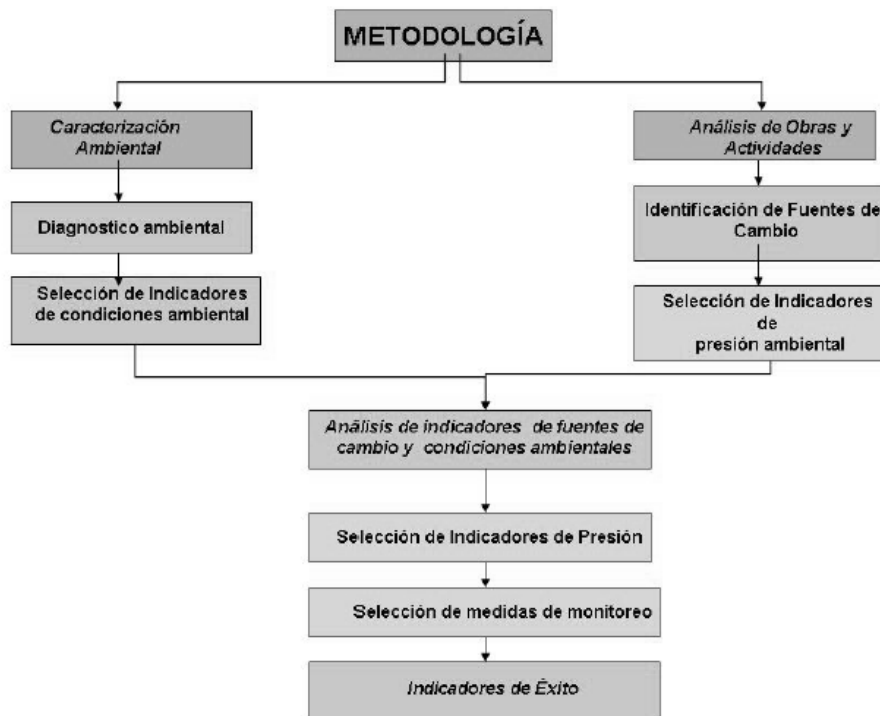 METODOLOGÍA
Caracterización
Ambiental
Diagnostico ambiental
Selección de Indicadores
de condiciones ambiental
Análisis de Obras y
Actividades
Identificación de Fuentes de
Cambio
Selección de Indicadores
de
presión ambiental
Análisis de indicadores de fuentes de
cambio y condiciones ambientales
Selección de Indicadores de Presión
Selección de medidas de monitoreo
Indicadores de Éxito